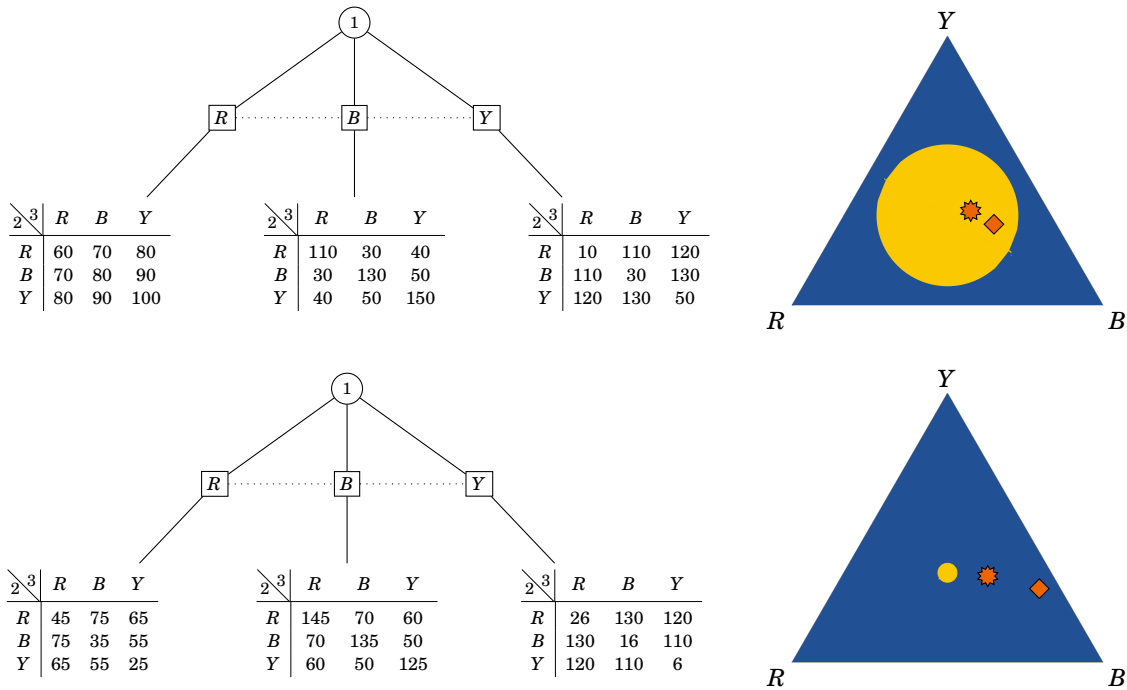 1
Y
R B Y
2 3 R B Y
R 60 70 80
B 70 80 90
Y 80 90 100
2 3 R B Y
R 110 30 40
B 30 130 50
Y 40 50 150
2 3 R B Y
R 10 110 120
B 110 30 130
Y 120 130 50
R B
1
Y
R B Y
2 3 R B Y
R 45 75 65
B 75 35 55
Y 65 55 25
2 3 R B Y
R 145 70 60
B 70 135 50
Y 60 50 125
2 3 R B Y
R 26 130 120
B 130 16 110
Y 120 110 6
R B